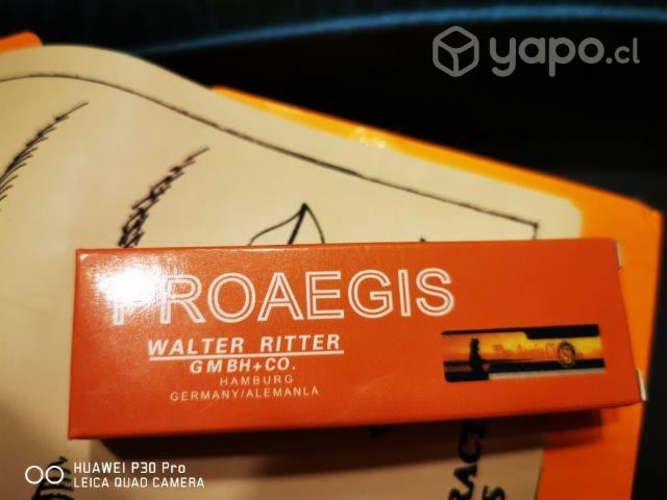 yapo.cl
PROAEGIS
WALTER RITTER
GMBH+CO.
HAMBURG
GERMANY/ALEMANLA
HUAWEI P30 Pro
LEICA QUAD CAMERA